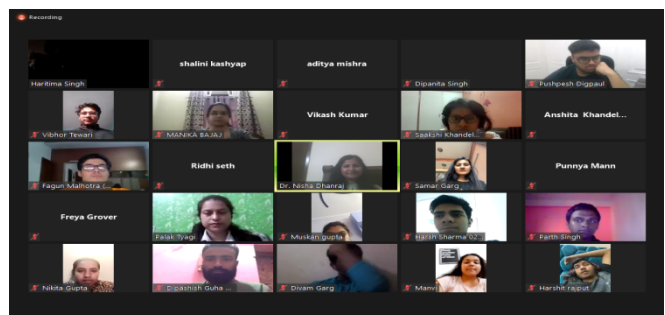 Recording
Haritima Singh
shalini kashyap
aditya mishra
Dipanita Singh
Pushpesh Digpaul
Vibhor Tewari
MANIKA BAJAJ
Vikash Kumar
Saakshi Khandel...
Anshita Khandel...
Fagun Malhotra (...
Ridhi seth
Dr. Nisha Dhanraj
Samar Garg
Punnya Mann
Freya Grover
Falak Tyagi
Muskan gupta
Harsh Sharma 02
Parth Singh
Nikita Gupta
Dipashish Guha ...
Divam Garg
Manvi
Harshit rajput